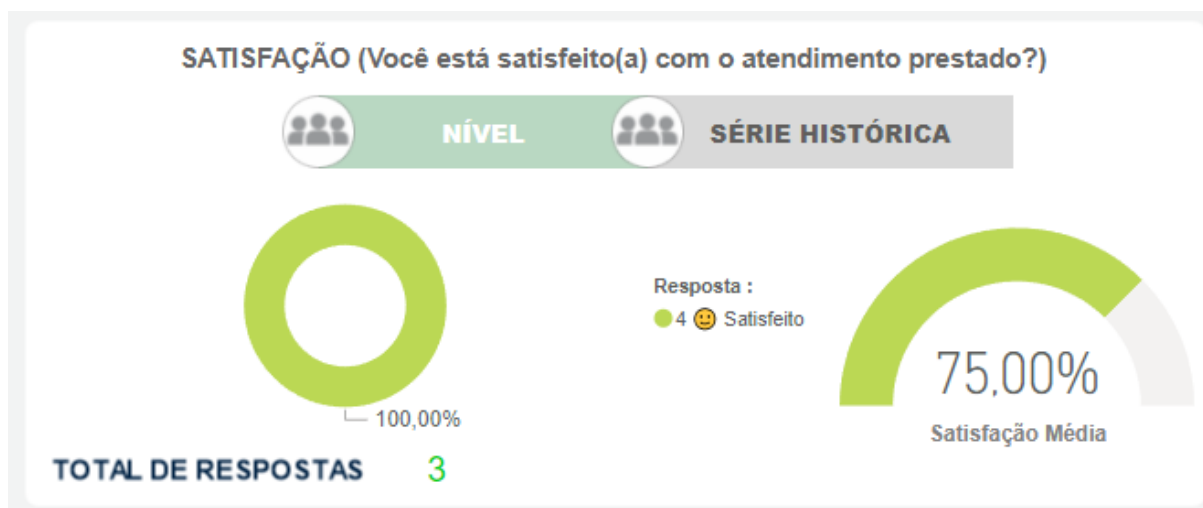 SATISFAÇÃO (Você está satisfeito(a) com o atendimento prestado?)
NÍVEL
SÉRIE HISTÓRICA
100,00%
Resposta :
4 🙂 Satisfeito
75,00%
Satisfação Média
TOTAL DE RESPOSTAS 3